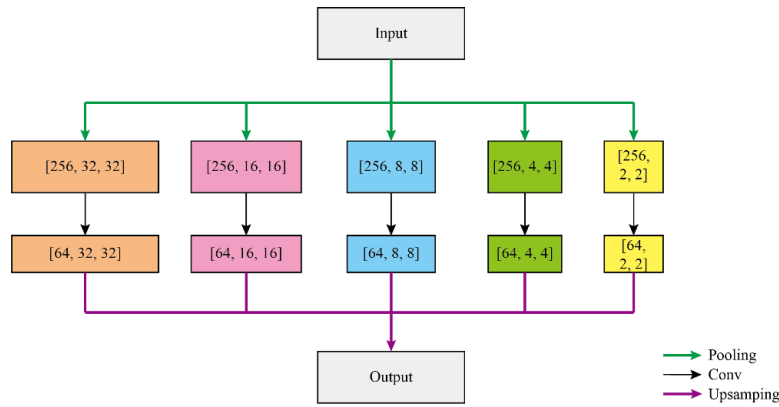 Input
[256, 32, 32]
[256, 16, 16]
[256, 8, 8]
[256, 4, 4]
[256,
2, 2]
[64, 32, 32]
[64, 16, 16]
[64, 8, 8]
[64, 4, 4]
[64,
2, 2]
Output
Pooling
Conv
Upsamping